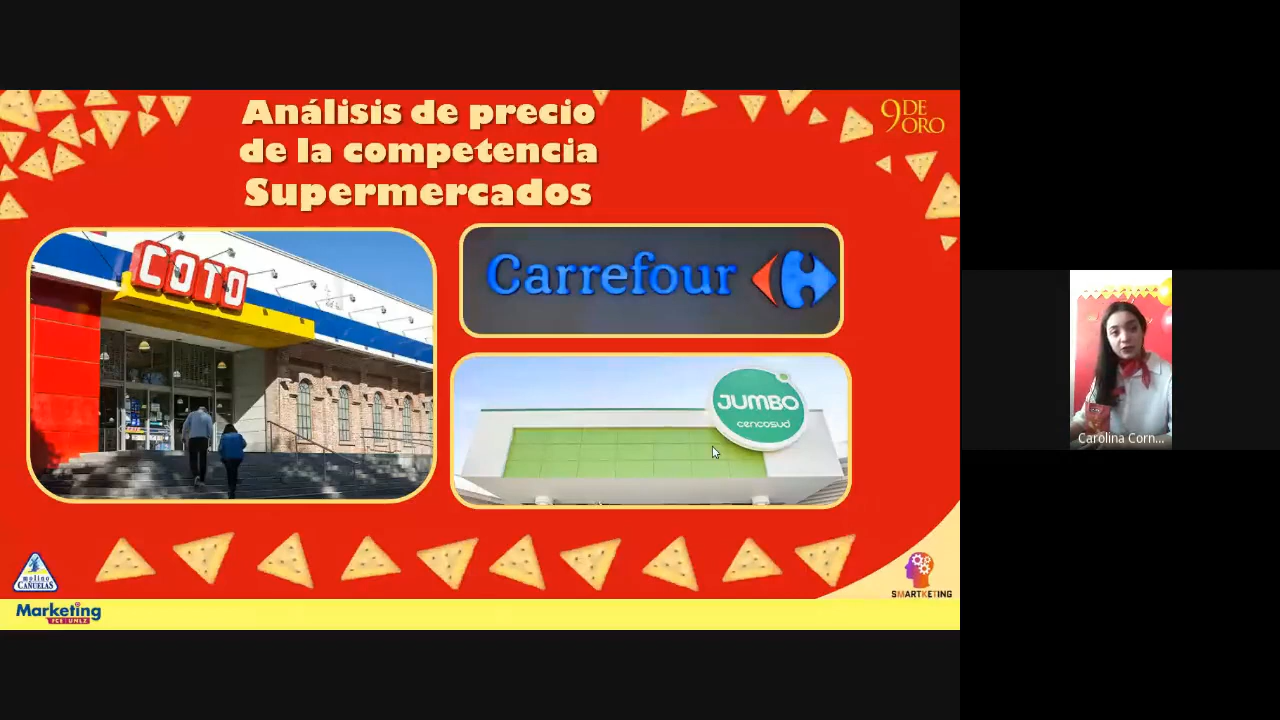 Análisis de precio
de la competencia
Supermercados
9 DE
ORO
COTO
Carrefour
JUMBO
cencosud
molino
CAÑUELAS
SMARTKETING
Marketing
FCE UNLZ
Carolina Corn...